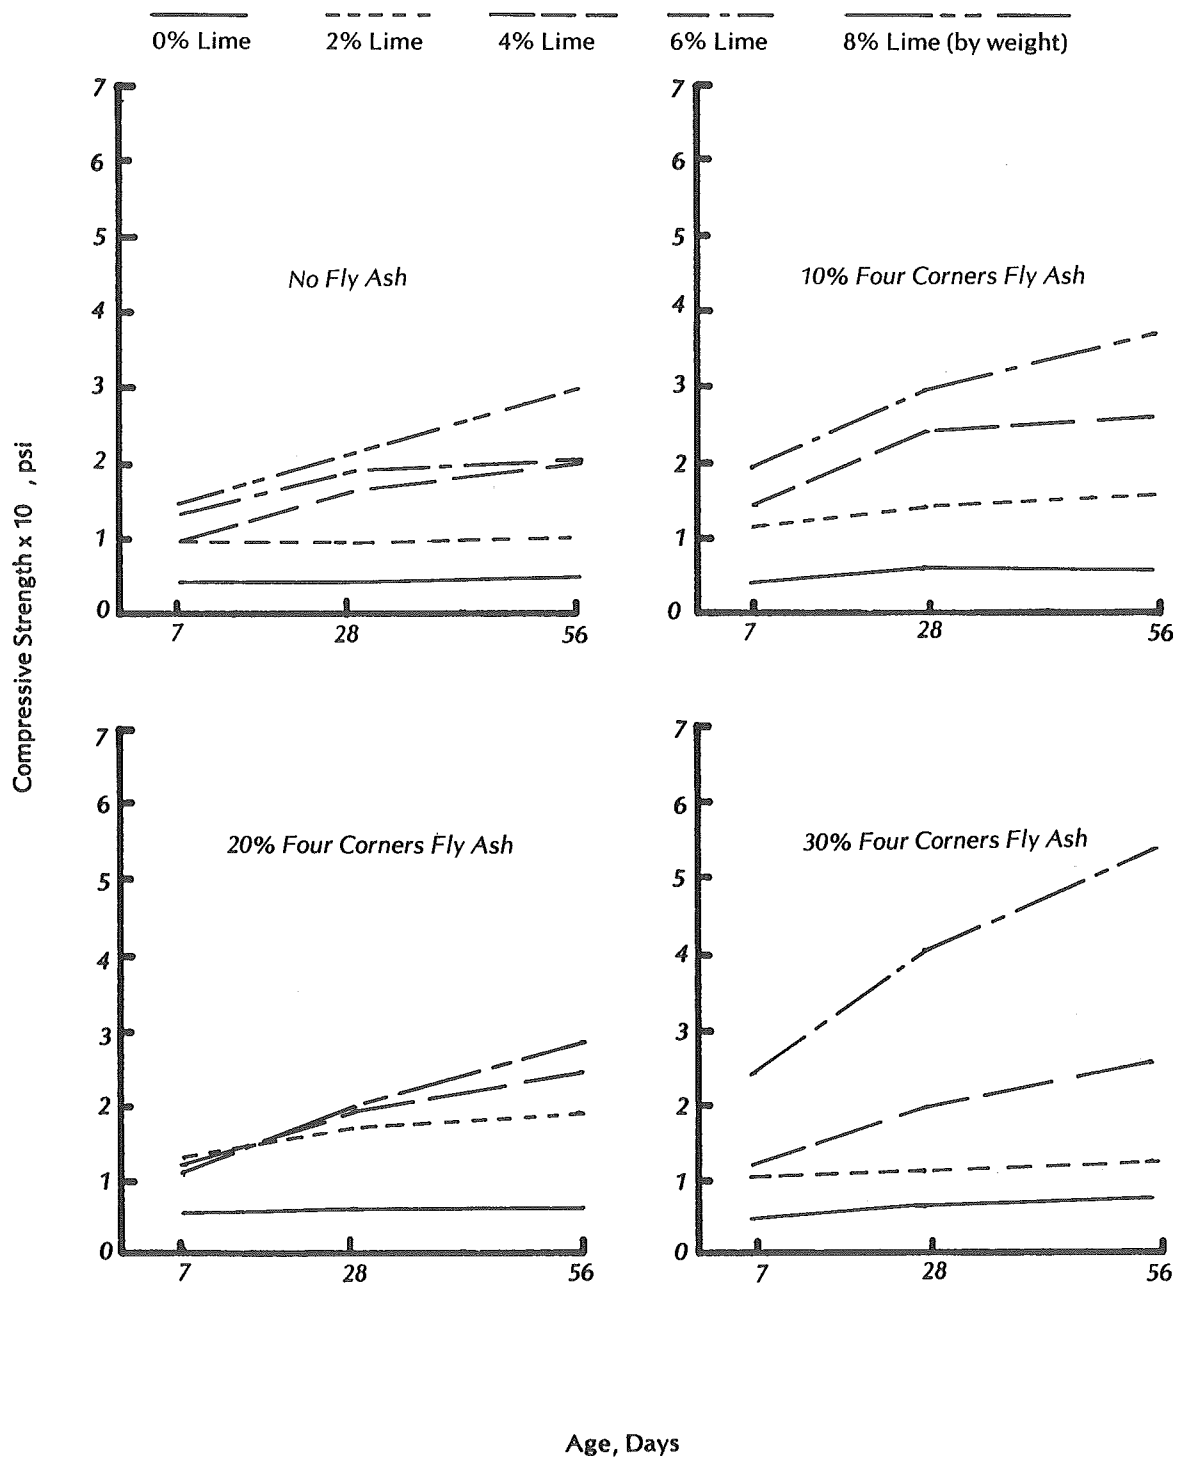 0% Lime 2% Lime 4% Lime 6% Lime 8% Lime (by weight)
Compressive Strength x 10 , psi
7
6
5
4
3
2
1
0
No Fly Ash
7 28 56
7
6
5
4
3
2
1
0
10% Four Corners Fly Ash
7 28 56
7
6
5
4
3
2
1
0
20% Four Corners Fly Ash
7 28 56
7
6
5
4
3
2
1
0
30% Four Corners Fly Ash
7 28 56
Age, Days